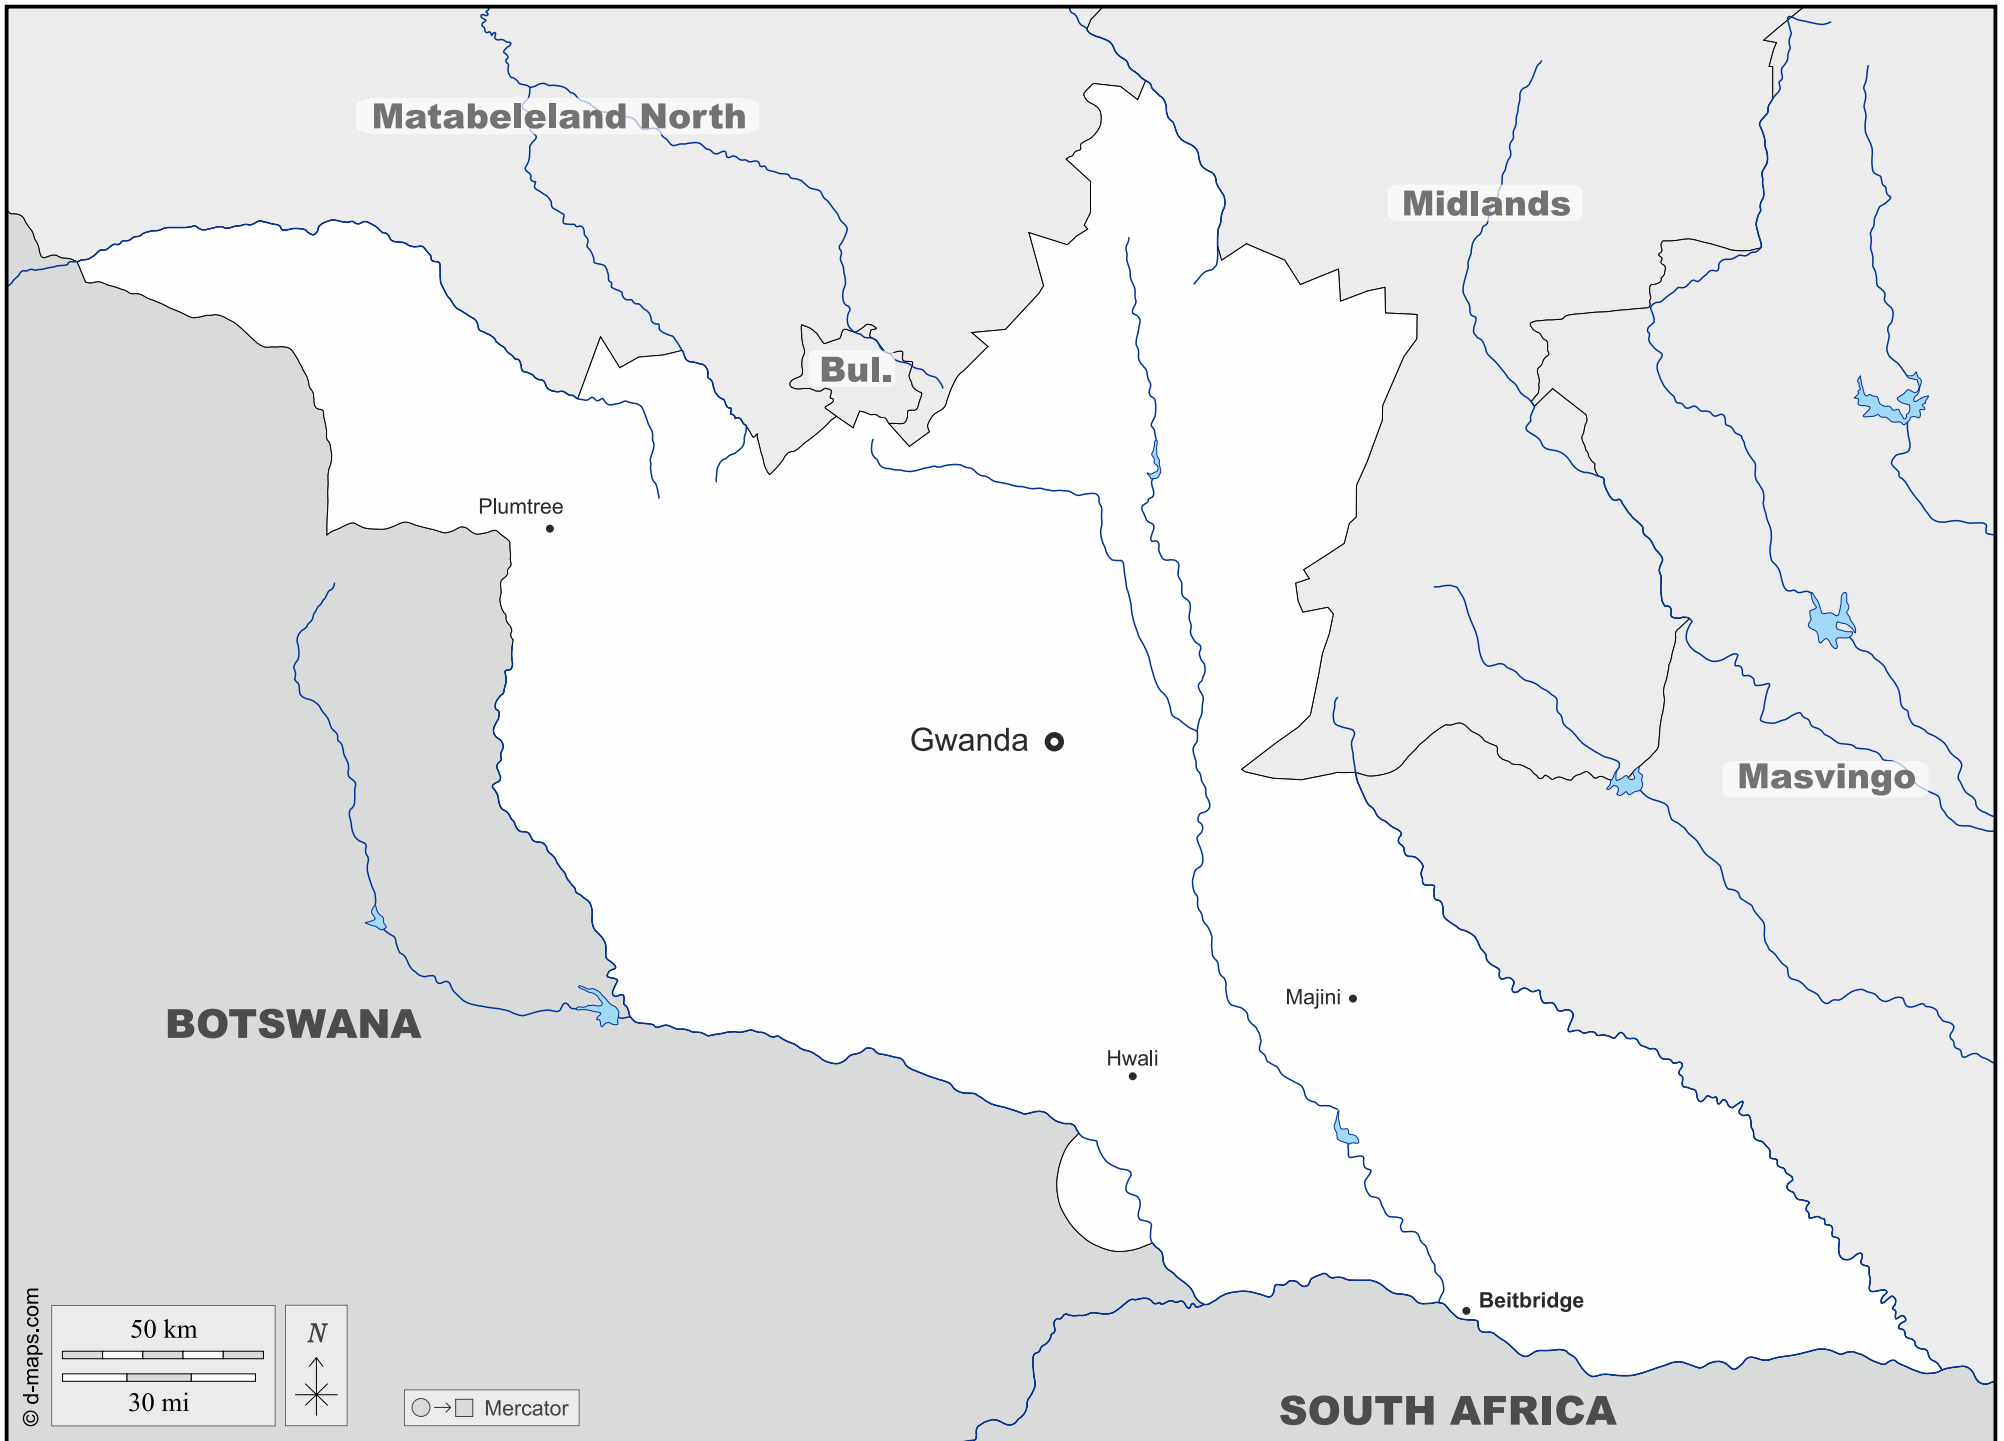 Matabeleland North
Midlands
Bul.
Plumtree
Gwanda
Masvingo
Majini
BOTSWANA
Hwali
Beitbridge
SOUTH AFRICA
50 km
30 mi
N
Mercator
© d-maps.com